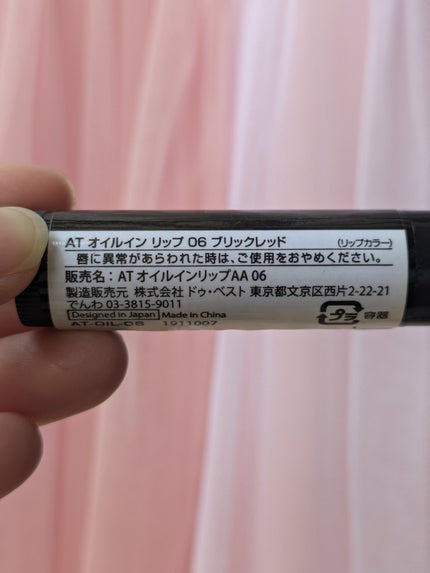 AT オイルイン リップ 06 ブリックレッド (リップカラー)
唇に異常があらわれた時は、ご使用をおやめください。
販売名：AT オイルインリップAA 06
製造販売元 株式会社 ドゥ・ベスト 東京都文京区西片2-22-21
でんわ 03-3815-9011
Designed in Japan Made in China
AT-OIL-06 1911007
プラ 容器